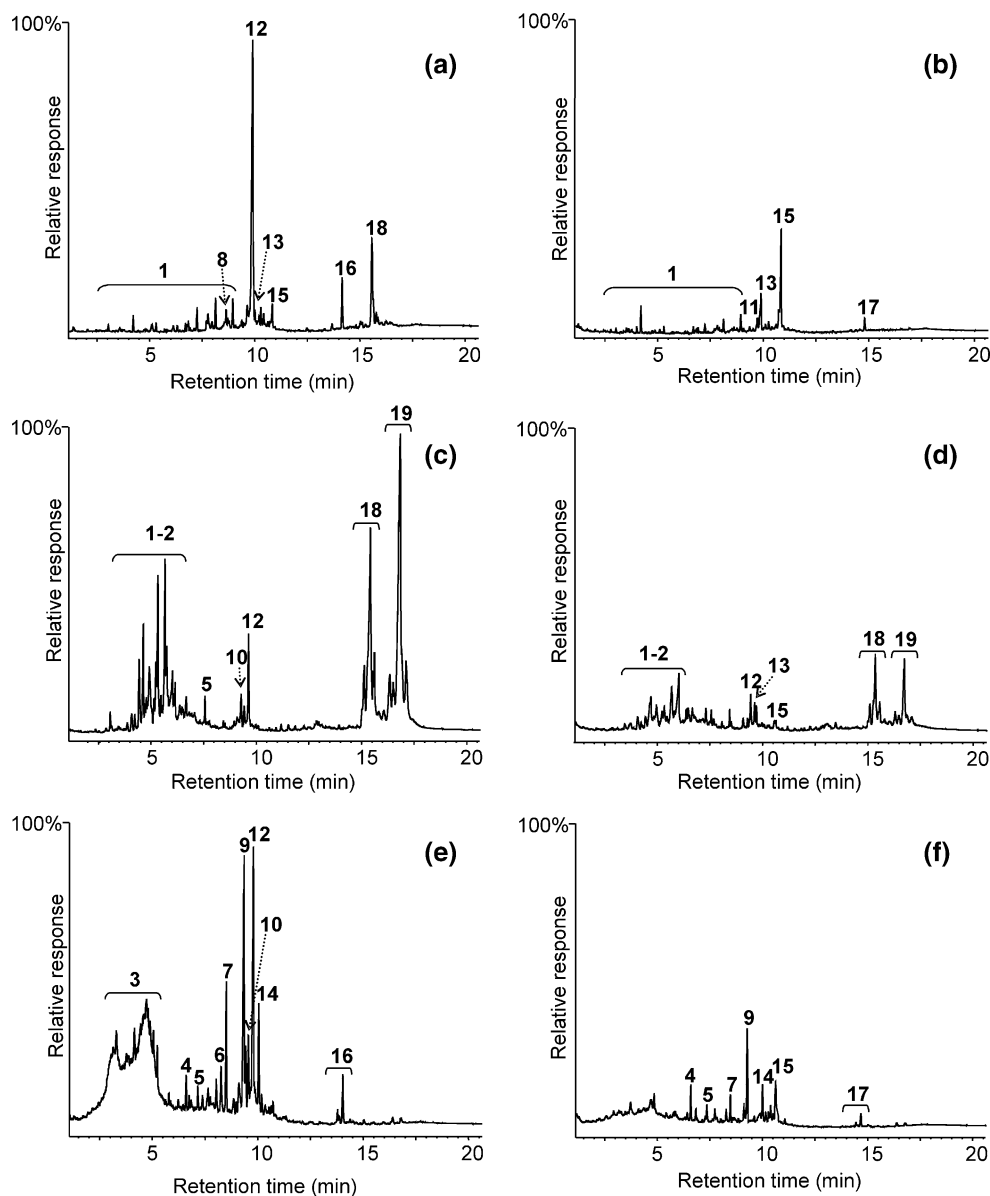 100%
12
(a)
18
13
8
1
16
15
Relative response
5 10 15 20
Retention time (min)
100%
(b)
15
1
13
11
17
Relative response
5 10 15 20
Retention time (min)
100%
19
(c)
18
1-2
12
10
5
Relative response
5 10 15 20
Retention time (min)
100%
(d)
18 19
1-2
13
12
15
Relative response
5 10 15 20
Retention time (min)
100%
12
9
(e)
10
3
7
14
6
4
5
16
Relative response
5 10 15 20
Retention time (min)
100%
(f)
9
15
4
7 14
5
17
Relative response
5 10 15 20
Retention time (min)